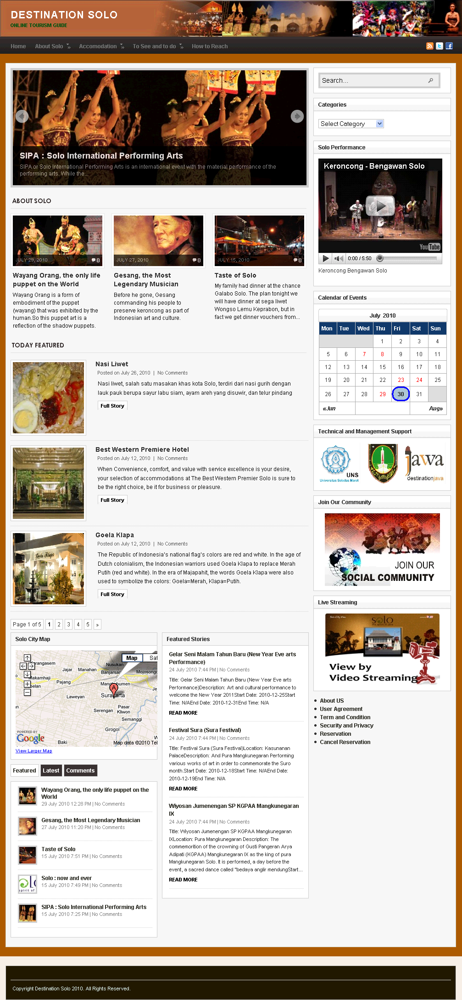 DESTINATION SOLO
ONLINE TOURISM GUIDE
Home About Solo Accomodation To See and to do How to Reach
SIPA : Solo International Performing Arts
SIPA or Solo International Performing Arts is an international event with the material performance of the
performing arts. While the...
ABOUT SOLO
JULY 29, 2010 0
Wayang Orang, the only life
puppet on the World
Wayang Orang is a form of
embodiment of the puppet
(wayang) that was exhibited by the
human.So this puppet art is a
reflection of the shadow puppets.
JULY 27, 2010 0
Gesang, the Most
Legendary Musician
Before he gone, Gesang
commanding his people to
preserve keroncong as part of
Indonesian art and culture.
JULY 15, 2010 0
Taste of Solo
My family had dinner at the chance
Galabo Solo. The plan tonight we
will have dinner at sega liwet
Wongso Lemu Keprabon, but in
fact we get dinner vouchers from...
TODAY FEATURED
Nasi Liwet
Posted on July 26, 2010 | No Comments
Nasi liwet, salah satu masakan khas kota Solo, terdiri dari nasi gurih dengan
lauk pauk berupa sayur labu siam, ayam areh yang disuwir, dan telur pindang
Full Story
Best Western Premiere Hotel
Posted on July 12, 2010 | No Comments
When Convenience, comfort, and value with service excellence is your desire,
your selection of accommodations at The Best Western Premier Solo is sure to
be the right choice, be it for business or pleasure.
Full Story
Goela Klapa
Posted on July 12, 2010 | No Comments
The Republic of Indonesia's national flag's colors are red and white. In the age of
Dutch colonialism, the Indonesian warriors used Goela Klapa to replace Merah
Putih (red and white). In the era of Majapahit, the words Goela Klapa were also
used to symbolize the colors: Goela=Merah, Klapa=Putih.
Full Story
Goela Klapa
Page 1 of 5 1 2 3 4 5 »
Solo City Map
Map Sat
Nusukan
rangasem
Jajar Manahan Banjarsari Mojosongo
Makamhaji
Pajang
elan
Mangkubumen
Laweyan
Surakarta
Pasar
Kliwon
Serengan
Semanggi
Grogol
Baki
POWERED BY
Google
Map data ©2010 Tel
View Larger Map
Featured Latest Comments
Wayang Orang, the only life puppet on the
World
29 July 2010 12:28 PM | No Comments
Gesang, the Most Legendary Musician
27 July 2010 11:20 PM | No Comments
Taste of Solo
15 July 2010 7:51 PM | No Comments
Solo : now and ever
15 July 2010 7:49 PM | No Comments
spirit of
SIPA : Solo International Performing Arts
15 July 2010 7:25 PM | No Comments
Featured Stories
Gelar Seni Malam Tahun Baru (New Year Eve arts
Performance)
24 July 2010 7:44 PM | No Comments
Title: Gelar Seni Malam Tahun Baru (New Year Eve arts
Performance)Description: Art and cultural performance to
welcome the New Year 2011Start Date: 2010-12-25Start
Time: N/AEnd Date: 2010-12-31End Time: N/A
READ MORE
Festival Sura (Sura Festival)
24 July 2010 7:44 PM | No Comments
Title: Festival Sura (Sura Festival)Location: Kasunanan
PalaceDescription: And Pura Mangkunegaran Performing
various works of art in order to commemorate the Suro
month.Start Date: 2010-12-18Start Time: N/AEnd Date:
2010-12-19End Time: N/A
READ MORE
Wiyosan Jumenengan SP KGPAA Mangkunegaran
IX
24 July 2010 7:44 PM | No Comments
Title: Wiyosan Jumenengan SP KGPAA Mangkunegaran
IXLocation: Pura Mangkunegaran Description: The
commemorition of the crowning of Gusti Pangeran Arya
Adipati (KGPAA) Mangkunegaran IX as the king of pura
Mangkunegaran Solo. It is performed, a day before the
event, a sacred dance called "bedaya anglir mendungStart...
READ MORE
Search...
Categories
Select Category
Solo Performance
Keroncong - Bengawan Solo
YouTube
0:00 / 5:50
Keroncong Bengawan Solo
Calendar of Events
July 2010
Mon Tue Wed Thu Fri Sat Sun
1 2 3 4
5 6 7 8 9 10 11
12 13 14 15 16 17 18
19 20 21 22 23 24 25
26 27 28 29 30 31
«Jun Aug»
Technical and Management Support
UNS
Universitas Sebelas Maret
jawa
destinationjava
Join Our Community
JOIN OUR
SOCIAL COMMUNITY
Live Streaming
Solo City Video
solo
the spirit of java
View by
Video Streaming
About US
User Agreement
Term and Condition
Security and Privacy
Reservation
Cancel Reservation
Copyright Destination Solo 2010. All Rights Reserved.